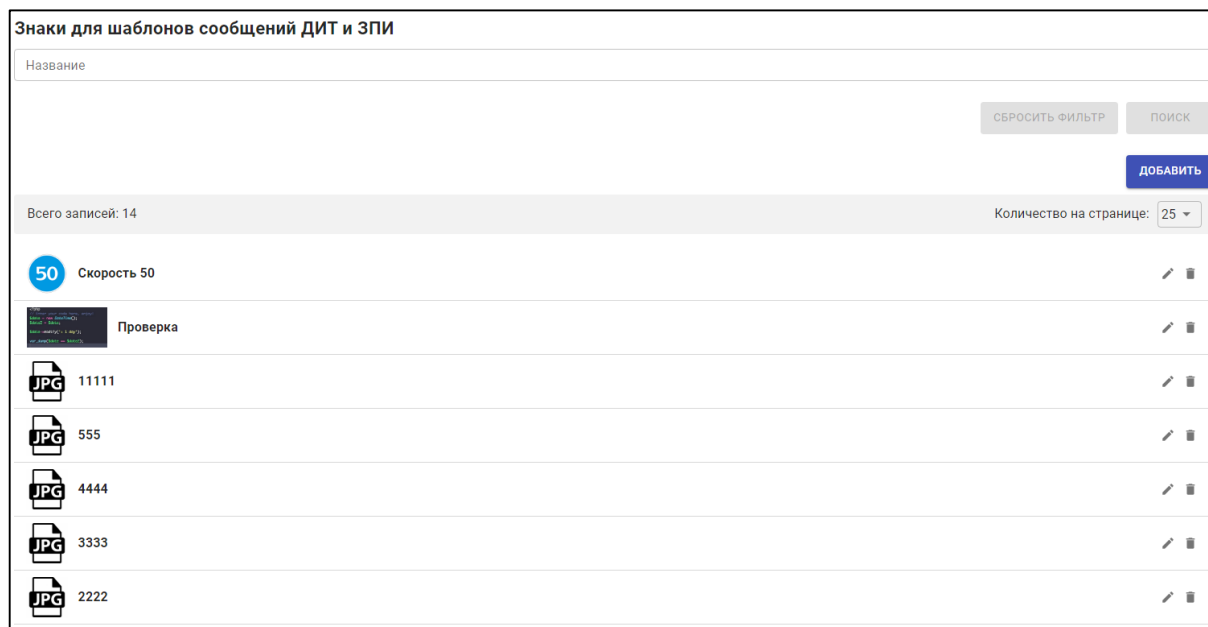 Знаки для шаблонов сообщений ДИТ и ЗПИ
Название
СБРОСИТЬ ФИЛЬТР ПОИСК
ДОБАВИТЬ
Всего записей: 14 Количество на странице: 25
50 Скорость 50
Проверка
JPG 11111
JPG 555
JPG 4444
JPG 3333
JPG 2222